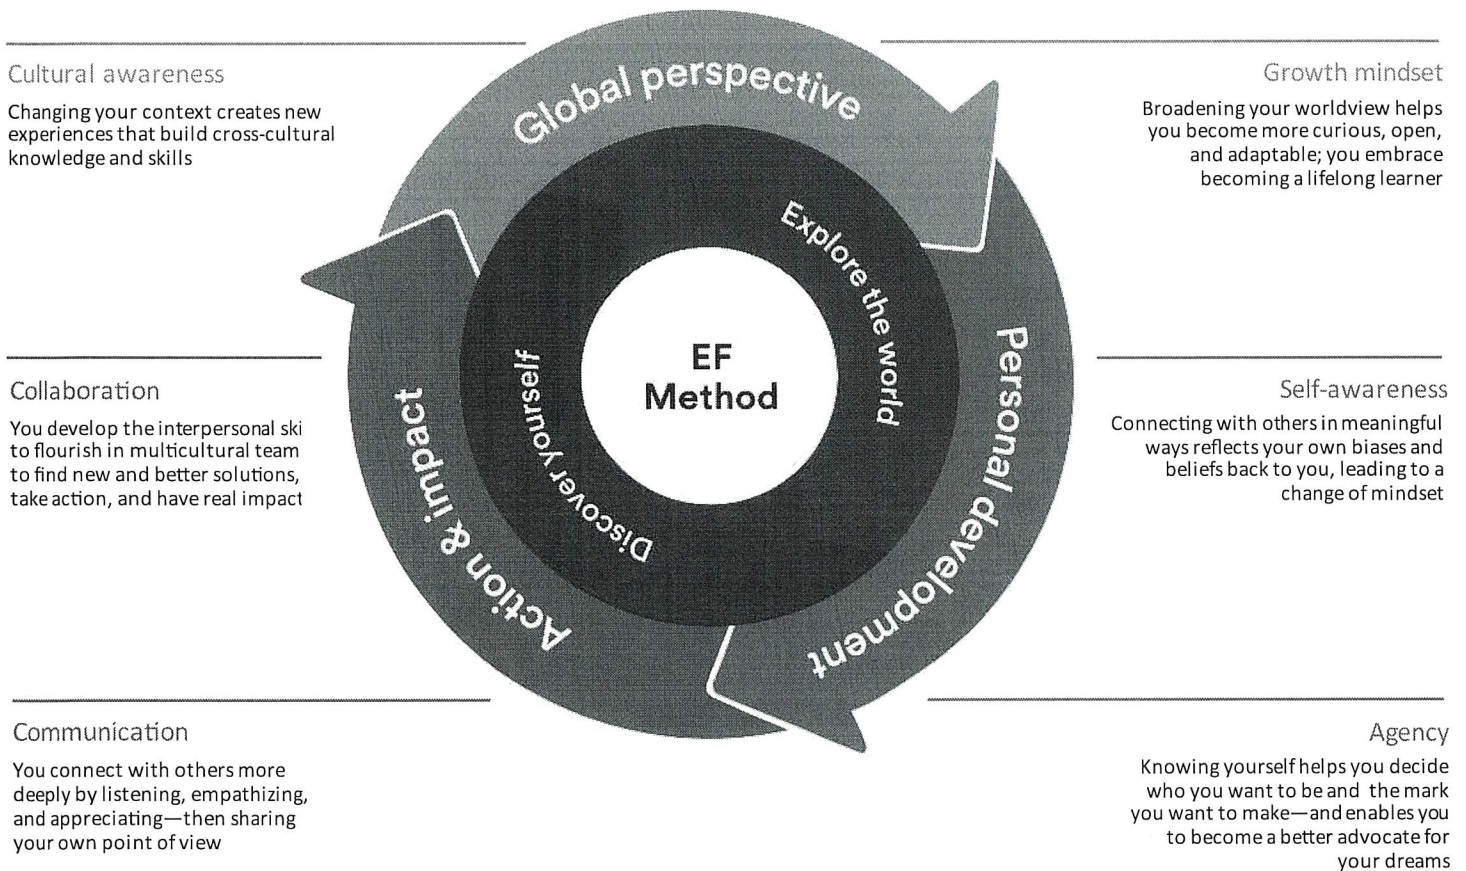 Cultural awareness
Changing your context creates new
experiences that build cross-cultural
knowledge and skills
Collaboration
You develop the interpersonal ski
to flourish in multicultural team
to find new and better solutions,
take action, and have real impact
Communication
You connect with others more
deeply by listening, empathizing,
and appreciating—then sharing
your own point of view
Global perspective
Personal development
Action & impact
Explore the world
Discover yourself
EF
Method
Growth mindset
Broadening your worldview helps
you become more curious, open,
and adaptable; you embrace
becoming a lifelong learner
Self-awareness
Connecting with others in meaningful
ways reflects your own biases and
beliefs back to you, leading to a
change of mindset
Agency
Knowing yourself helps you decide
who you want to be and the mark
you want to make—and enables you
to become a better advocate for
your dreams